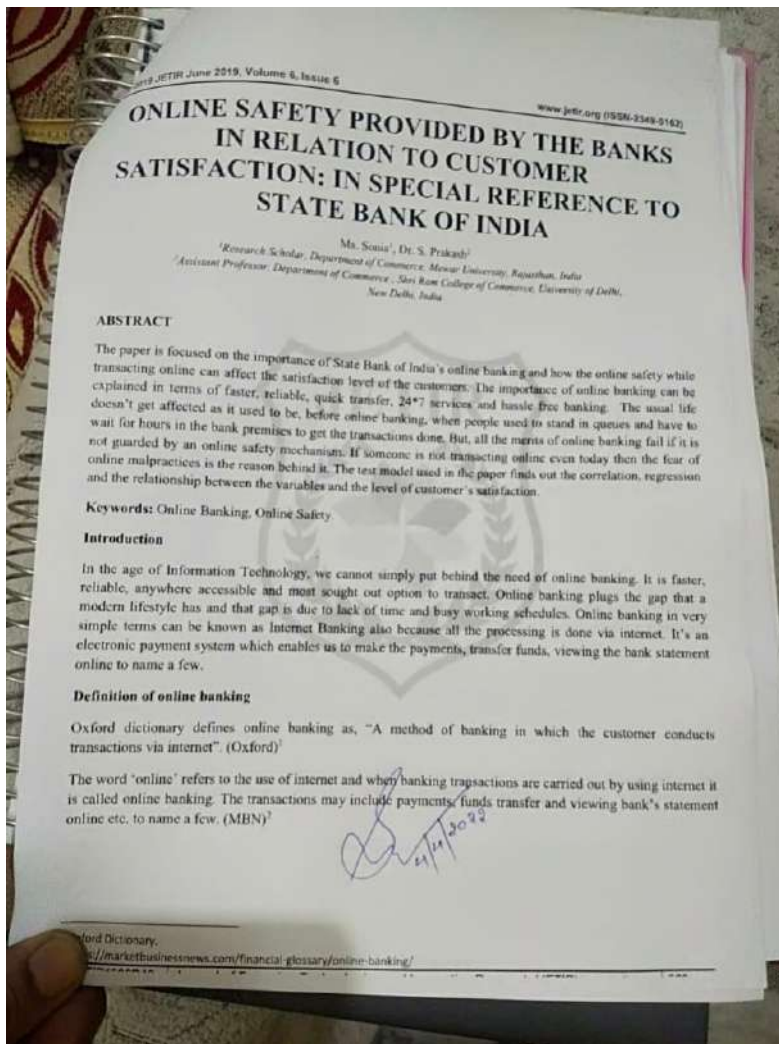 2019 JETIR June 2019, Volume 6, Issue 6
www.jetir.org (ISSN-2349-5162)
ONLINE SAFETY PROVIDED BY THE BANKS
IN RELATION TO CUSTOMER
SATISFACTION: IN SPECIAL REFERENCE TO
STATE BANK OF INDIA
Ms. Sonia¹, Dr. S. Prakash²
¹Research Scholar, Department of Commerce, Mewar University, Rajasthan, India
²Assistant Professor, Department of Commerce, Shri Ram College of Commerce, University of Delhi,
New Delhi, India
ABSTRACT
The paper is focused on the importance of State Bank of India's online banking and how the online safety while
transacting online can affect the satisfaction level of the customers. The importance of online banking can be
explained in terms of faster, reliable, quick transfer, 24*7 services and hassle free banking. The usual life
doesn't get affected as it used to be, before online banking, when people used to stand in queues and have to
wait for hours in the bank premises to get the transactions done. But, all the merits of online banking fail if it is
not guarded by an online safety mechanism. If someone is not transacting online even today then the fear of
online malpractices is the reason behind it. The test model used in the paper finds out the correlation, regression
and the relationship between the variables and the level of customer's satisfaction.
Keywords: Online Banking, Online Safety
Introduction
In the age of Information Technology, we cannot simply put behind the need of online banking. It is faster,
reliable, anywhere accessible and most sought out option to transact. Online banking plugs the gap that a
modern lifestyle has and that gap is due to lack of time and busy working schedules. Online banking in very
simple terms can be known as Internet Banking also because all the processing is done via internet. It's an
electronic payment system which enables us to make the payments, transfer funds, viewing the bank statement
online to name a few.
Definition of online banking
Oxford dictionary defines online banking as, "A method of banking in which the customer conducts
transactions via internet". (Oxford)¹
The word 'online' refers to the use of internet and when banking transactions are carried out by using internet it
is called online banking. The transactions may include payments, funds transfer and viewing bank's statement
online etc. to name a few. (MBN)²
4/4/2022
ford Dictionary.
s://marketbusinessnews.com/financial-glossary/online-banking/